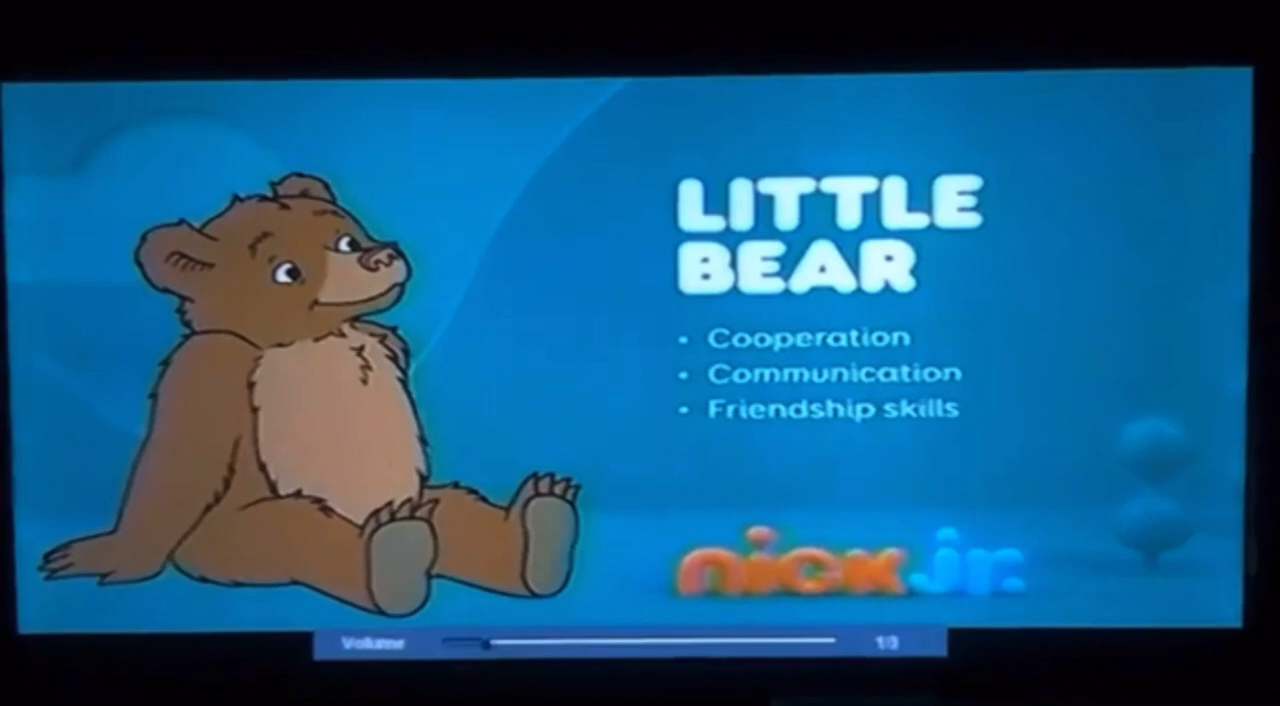 LITTLE
BEAR
• Cooperation
• Communication
• Friendship skills
nick jr.
Volume